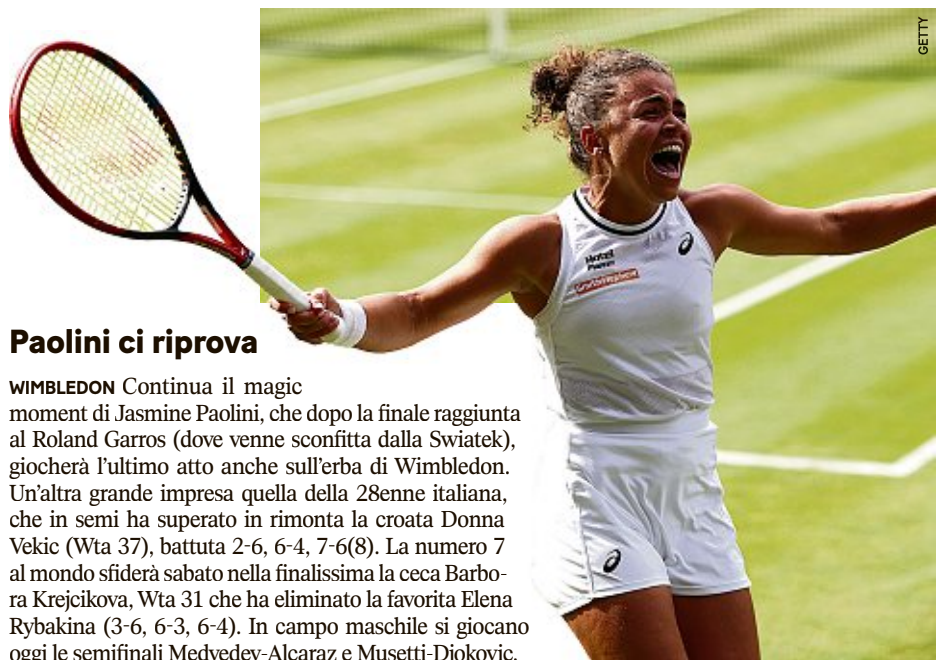 GETTY
Hotel
Paolini ci riprova
WIMBLEDON Continua il magic
moment di Jasmine Paolini, che dopo la finale raggiunta
al Roland Garros (dove venne sconfitta dalla Swiatek),
giocherà l'ultimo atto anche sull'erba di Wimbledon.
Un'altra grande impresa quella della 28enne italiana,
che in semi ha superato in rimonta la croata Donna
Vekic (Wta 37), battuta 2-6, 6-4, 7-6(8). La numero 7
al mondo sfiderà sabato nella finalissima la ceca Barbo-
ra Krejcikova, Wta 31 che ha eliminato la favorita Elena
Rybakina (3-6, 6-3, 6-4). In campo maschile si giocano
oggi le semifinali Medvedev-Alcaraz e Musetti-Djokovic.